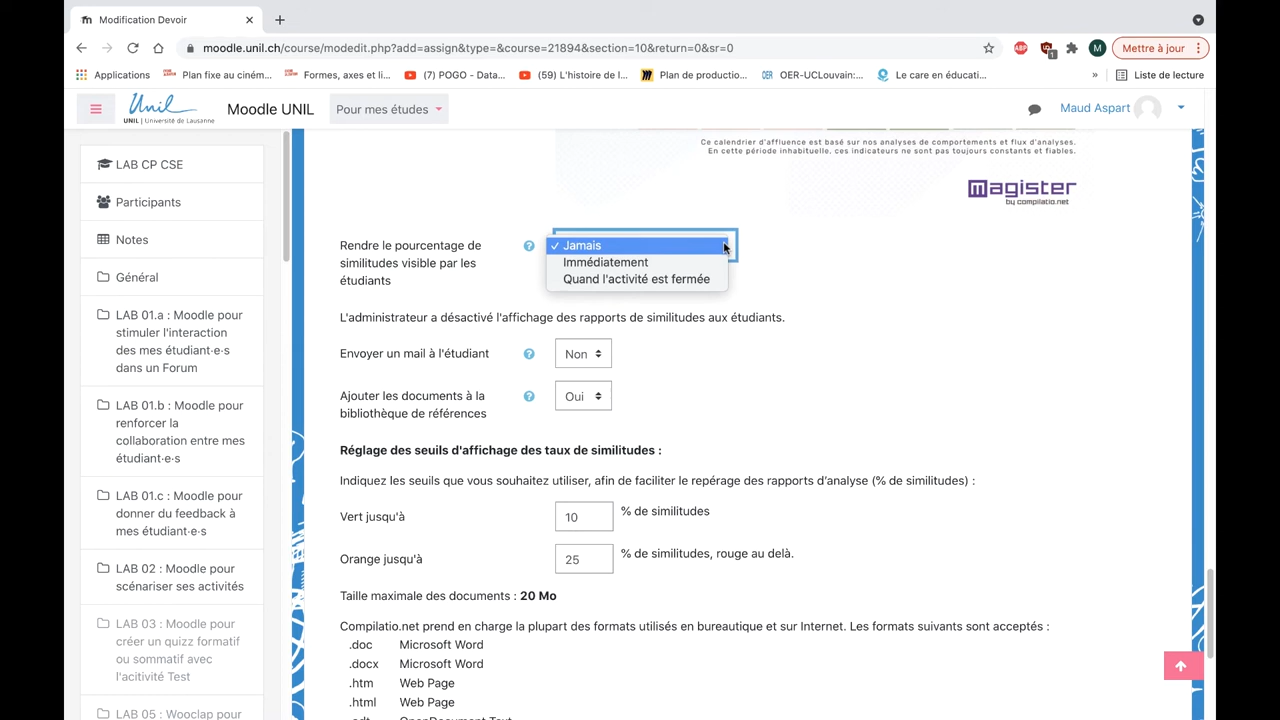 Modification Devoir
moodle.unil.ch/course/modedit.php?add=assign&type=&course=21894&section=10&return=0&sr=0
ABP
1
M
Mettre à jour
Applications
Plan fixe au ciném...
Formes, axes et li...
(7) POGO - Data...
(59) L'histoire de l...
Plan de productio...
OER-UCLouvain:...
Le care en éducati...
»
Liste de lecture
Unil
UNIL | Université de Lausanne
Moodle UNIL
Pour mes études
Maud Aspart
LAB CP CSE
Participants
Notes
Général
LAB 01.a : Moodle pour
stimuler l'interaction
des mes étudiant·e·s
dans un Forum
LAB 01.b : Moodle pour
renforcer la
collaboration entre mes
étudiant·e·s
LAB 01.c : Moodle pour
donner du feedback à
mes étudiant·e·s
LAB 02 : Moodle pour
scénariser ses activités
LAB 03 : Moodle pour
créer un quizz formatif
ou sommatif avec
l'acitivité Test
LAB 05 : Wooclap pour
Ce calendrier d'affluence est basé sur nos analyses de comportements et flux d'analyses.
En cette période inhabituelle, ces indicateurs ne sont pas toujours constants et fiables.
magister
by compilatio.net
Rendre le pourcentage de
similitudes visible par les
étudiants
?
✓ Jamais
Immédiatement
Quand l'activité est fermée
L'administrateur a désactivé l'affichage des rapports de similitudes aux étudiants.
Envoyer un mail à l'étudiant
?
Non
Ajouter les documents à la
bibliothèque de références
?
Oui
Réglage des seuils d'affichage des taux de similitudes :
Indiquez les seuils que vous souhaitez utiliser, afin de faciliter le repérage des rapports d'analyse (% de similitudes) :
Vert jusqu'à
10
% de similitudes
Orange jusqu'à
25
% de similitudes, rouge au delà.
Taille maximale des documents : 20 Mo
Compilatio.net prend en charge la plupart des formats utilisés en bureautique et sur Internet. Les formats suivants sont acceptés :
.doc Microsoft Word
.docx Microsoft Word
.htm Web Page
.html Web Page
.odt OpenDocument Text